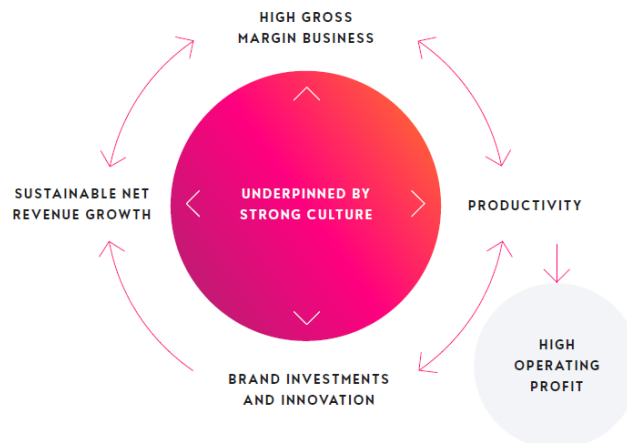 HIGH GROSS
MARGIN BUSINESS
SUSTAINABLE NET
REVENUE GROWTH
UNDERPINNED BY
STRONG CULTURE
PRODUCTIVITY
HIGH
OPERATING
PROFIT
BRAND INVESTMENTS
AND INNOVATION